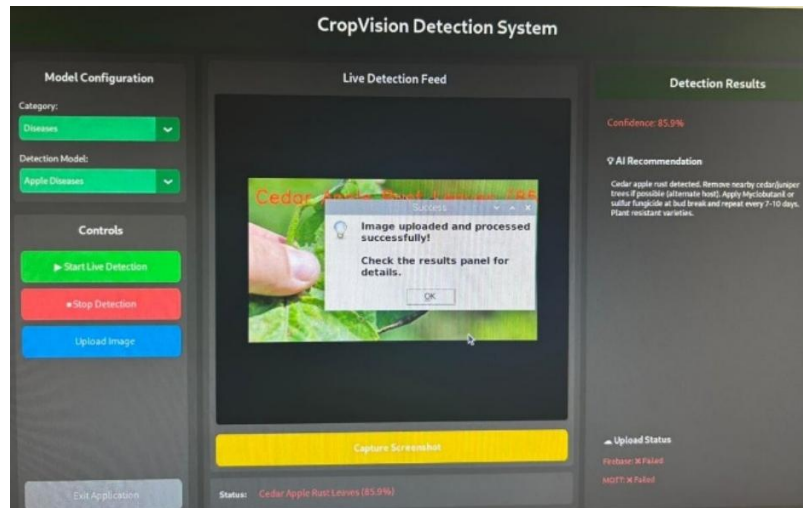 CropVision Detection System
Model Configuration
Category:
Diseases
Detection Model:
Apple Diseases
Controls
▶ Start Live Detection
■ Stop Detection
Upload Image
Exit Application
Live Detection Feed
Cedar Apple Rust
Success
Image uploaded and processed
successfully!
Check the results panel for
details.
OK
Capture Screenshot
Status: Cedar Apple Rust Leaves (85.9%)
Detection Results
Confidence: 85.9%
AI Recommendation
Cedar apple rust detected. Remove nearby cedar/juniper
trees if possible (alternate host). Apply Myclobutanil or
sulfur fungicide at bud break and repeat every 7-10 days.
Plant resistant varieties.
Upload Status
Firebase: ✖ Failed
MQTT: ✖ Failed